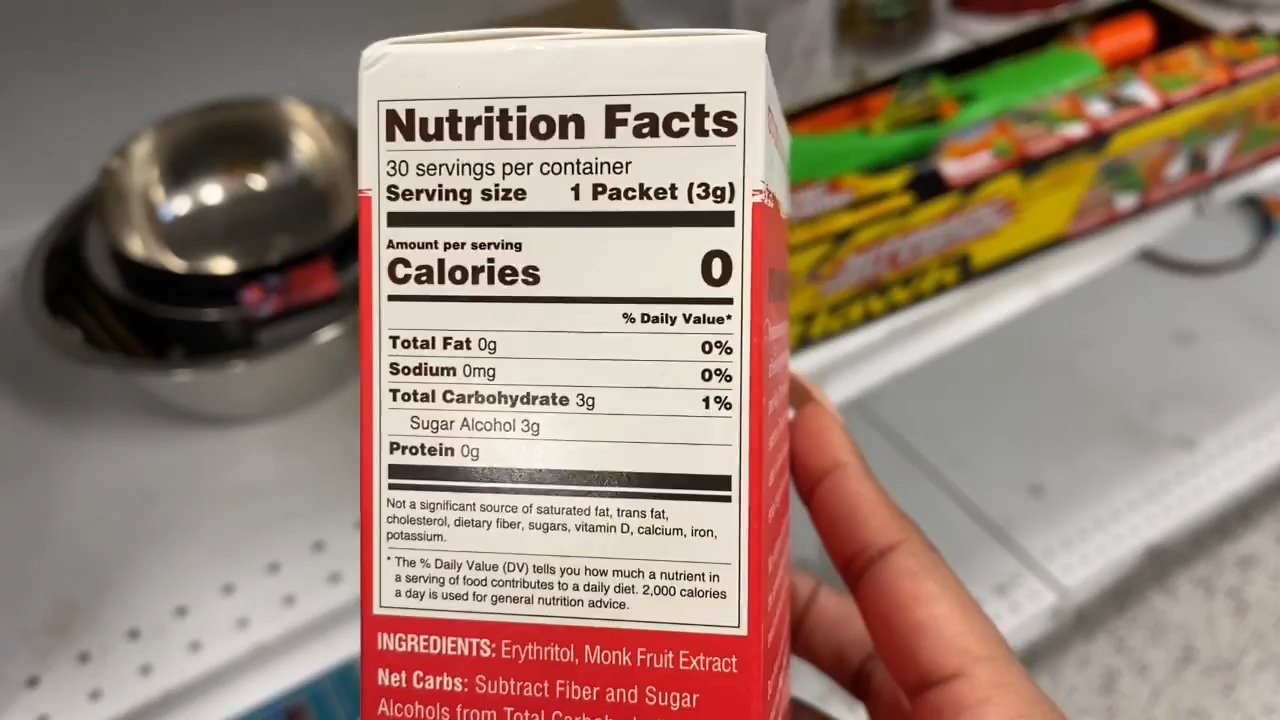 Nutrition Facts
30 servings per container
Serving size 1 Packet (3g)
Amount per serving
Calories 0
% Daily Value*
Total Fat 0g 0%
Sodium 0mg 0%
Total Carbohydrate 3g 1%
Sugar Alcohol 3g
Protein 0g
Not a significant source of saturated fat, trans fat,
cholesterol, dietary fiber, sugars, vitamin D, calcium, iron,
potassium.
* The % Daily Value (DV) tells you how much a nutrient in
a serving of food contributes to a daily diet. 2,000 calories
a day is used for general nutrition advice.
INGREDIENTS: Erythritol, Monk Fruit Extract
Net Carbs: Subtract Fiber and Sugar
Alcohols from Total